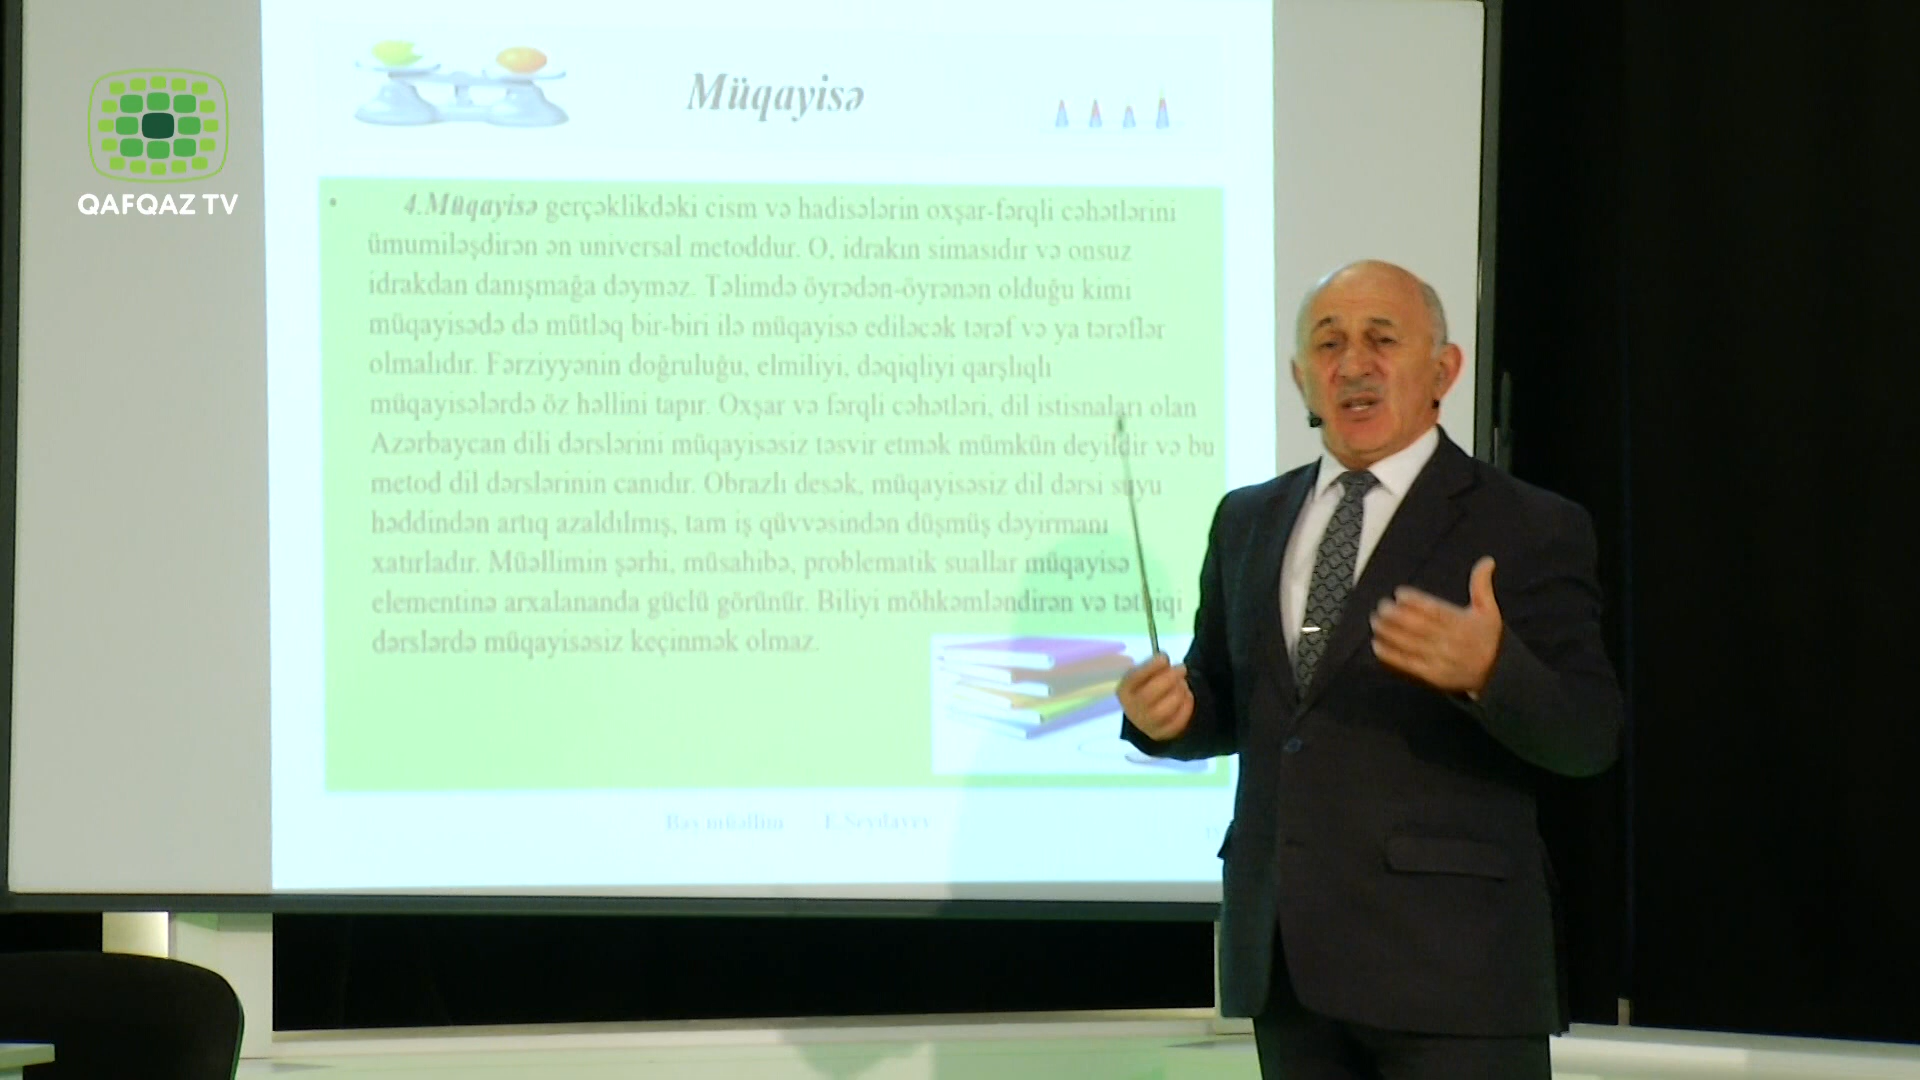 QAFQAZ TV
Müqayisə
• 4.Müqayisə gerçəklikdəki cism və hadisələrin oxşar-fərqli cəhətlərini
ümumiləşdirən ən universal metoddur. O, idrakın simasıdır və onsuz
idrakdan danışmağa dəyməz. Təlimdə öyrədən-öyrənən olduğu kimi
müqayisədə də mütləq bir-biri ilə müqayisə ediləcək tərəf və ya tərəflər
olmalıdır. Fərziyyənin doğruluğu, elmiliyi, dəqiqliyi qarşlıqlı
müqayisələrdə öz həllini tapır. Oxşar və fərqli cəhətləri, dil istisnaları olan
Azərbaycan dili dərslərini müqayisəsiz təsvir etmək mümkün deyildir və bu
metod dil dərslərinin canıdır. Obrazlı desək, müqayisəsiz dil dərsi suyu
həddindən artıq azaldılmış, tam iş qüvvəsindən düşmüş dəyirmanı
xatırladır. Müəllimin şərhi, müsahibə, problematik suallar müqayisə
elementinə arxalananda güclü görünür. Biliyi möhkəmləndirən və tətbiqi
dərslərdə müqayisəsiz keçinmək olmaz.
Baş müəllim